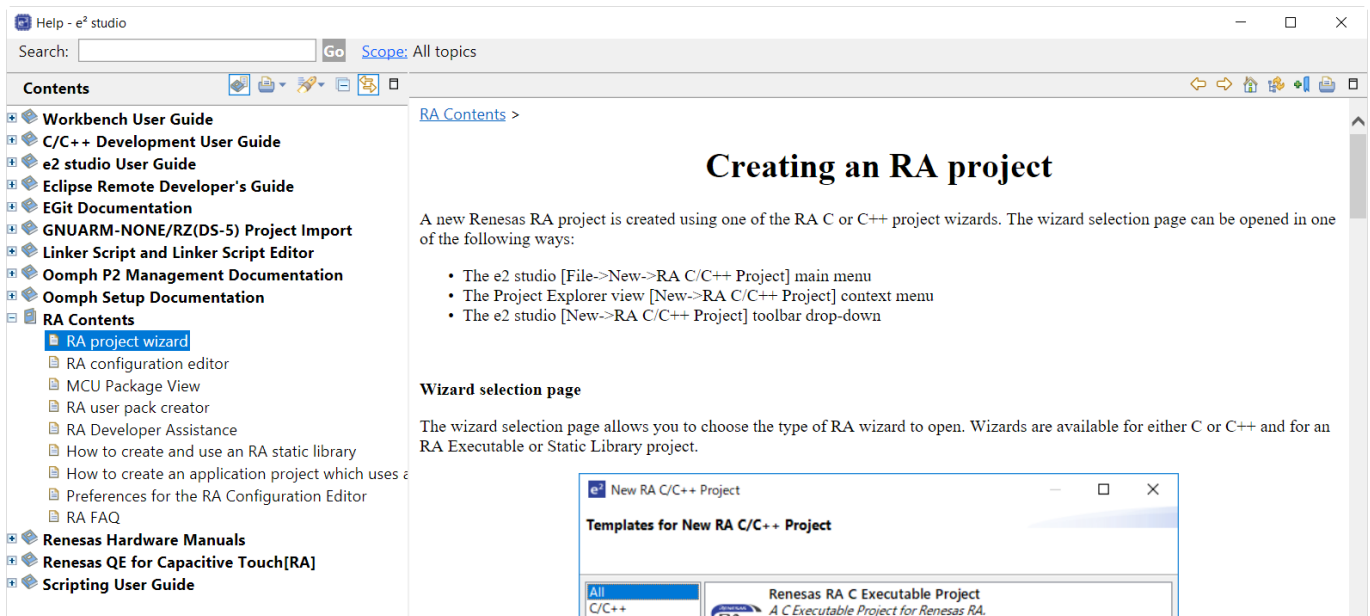 Help - e² studio
Search:
Go
Scope: All topics
Contents
Workbench User Guide
C/C++ Development User Guide
e2 studio User Guide
Eclipse Remote Developer's Guide
EGit Documentation
GNUARM-NONE/RZ(DS-5) Project Import
Linker Script and Linker Script Editor
Oomph P2 Management Documentation
Oomph Setup Documentation
RA Contents
RA project wizard
RA configuration editor
MCU Package View
RA user pack creator
RA Developer Assistance
How to create and use an RA static library
How to create an application project which uses a
Preferences for the RA Configuration Editor
RA FAQ
Renesas Hardware Manuals
Renesas QE for Capacitive Touch[RA]
Scripting User Guide
RA Contents >
Creating an RA project
A new Renesas RA project is created using one of the RA C or C++ project wizards. The wizard selection page can be opened in one
of the following ways:
• The e2 studio [File->New->RA C/C++ Project] main menu
• The Project Explorer view [New->RA C/C++ Project] context menu
• The e2 studio [New->RA C/C++ Project] toolbar drop-down
Wizard selection page
The wizard selection page allows you to choose the type of RA wizard to open. Wizards are available for either C or C++ and for an
RA Executable or Static Library project.
e² New RA C/C++ Project
Templates for New RA C/C++ Project
All
C/C++
Renesas RA C Executable Project
A C Executable Project for Renesas RA.